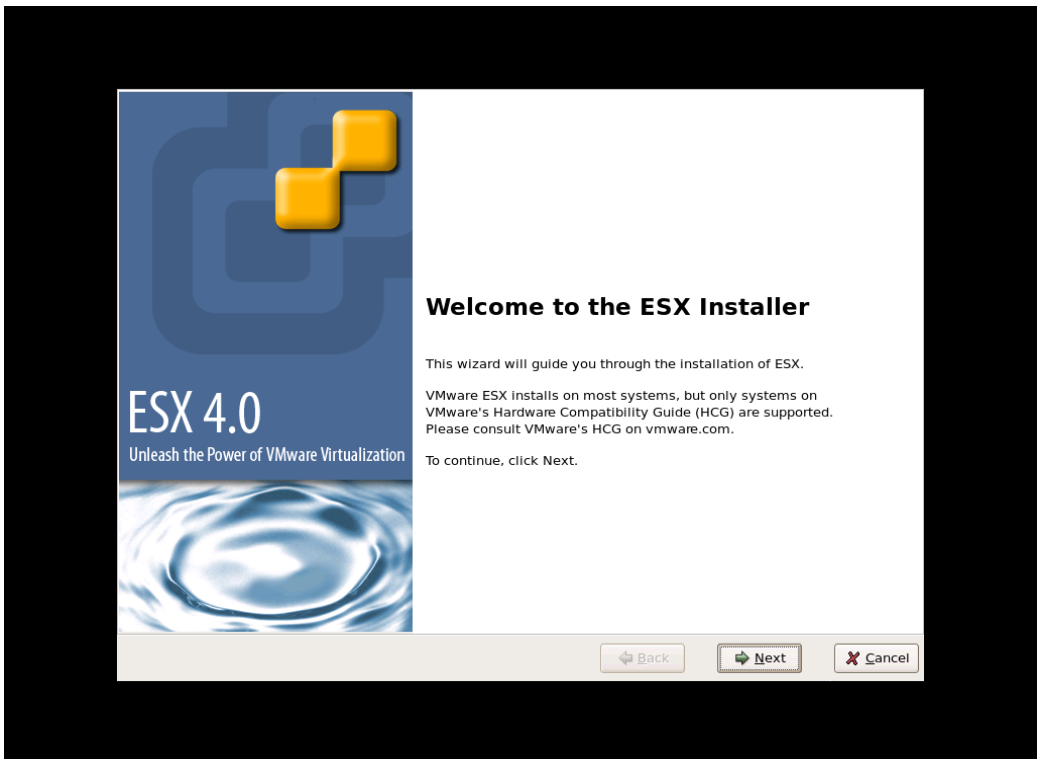 Welcome to the ESX Installer
This wizard will guide you through the installation of ESX.
VMware ESX installs on most systems, but only systems on
VMware's Hardware Compatibility Guide (HCG) are supported.
Please consult VMware's HCG on vmware.com.
To continue, click Next.
ESX 4.0
Unleash the Power of VMware Virtualization
Back
Next
Cancel